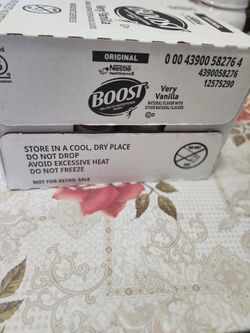 ORIGINAL
0 00 43900 58276 4
Nestlé
HealthScience
4390058276
12575290
BOOST
Very
Vanilla
NATURAL FLAVOR WITH
OTHER NATURAL FLAVORS
STORE IN A COOL, DRY PLACE
DO NOT DROP
AVOID EXCESSIVE HEAT
DO NOT FREEZE
NOT FOR RETAIL SALE